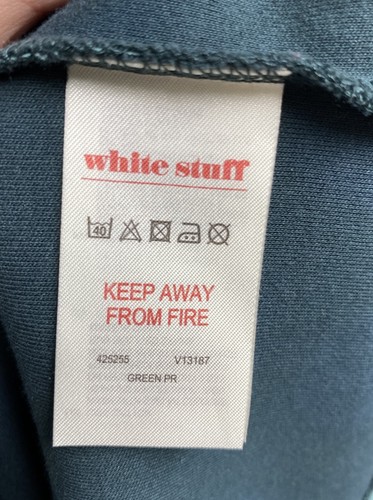 white stuff
40
KEEP AWAY
FROM FIRE
425255 V13187
GREEN PR